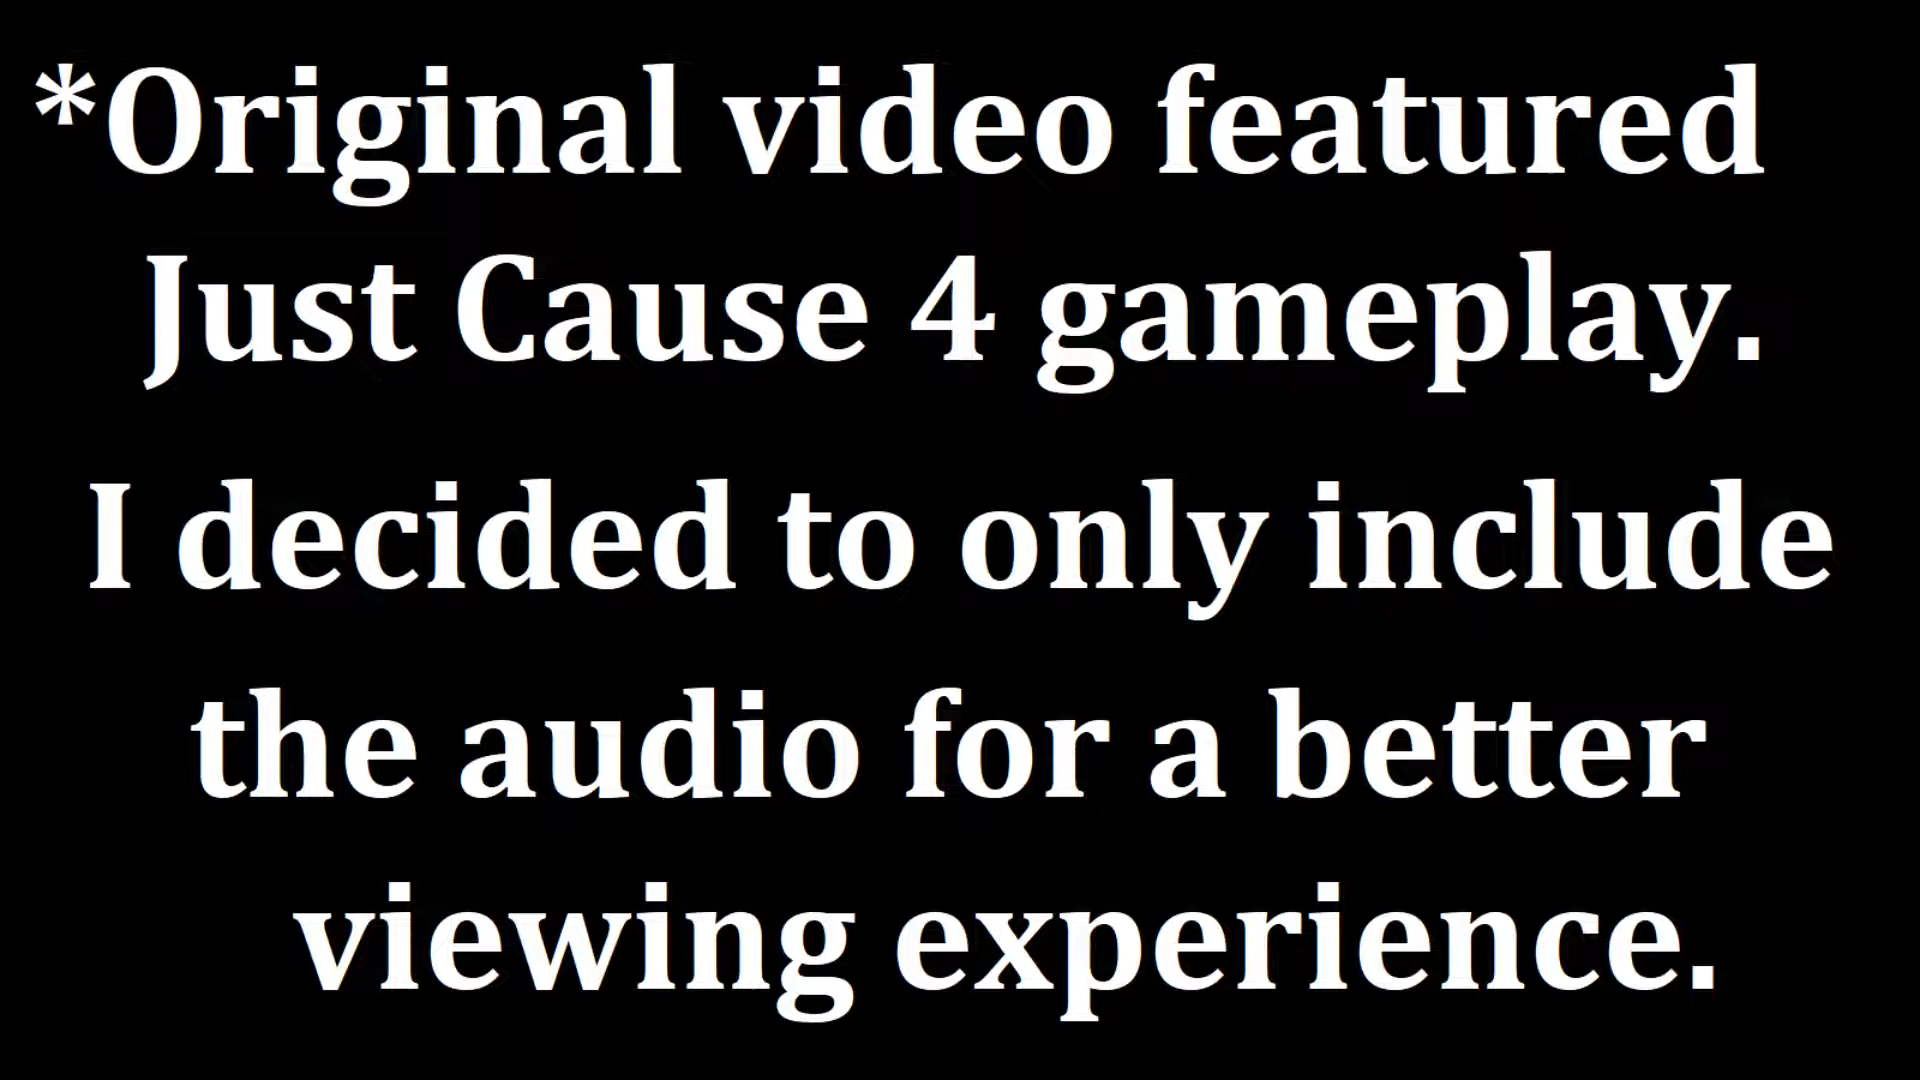 *Original video featured
Just Cause 4 gameplay.
I decided to only include
the audio for a better
viewing experience.